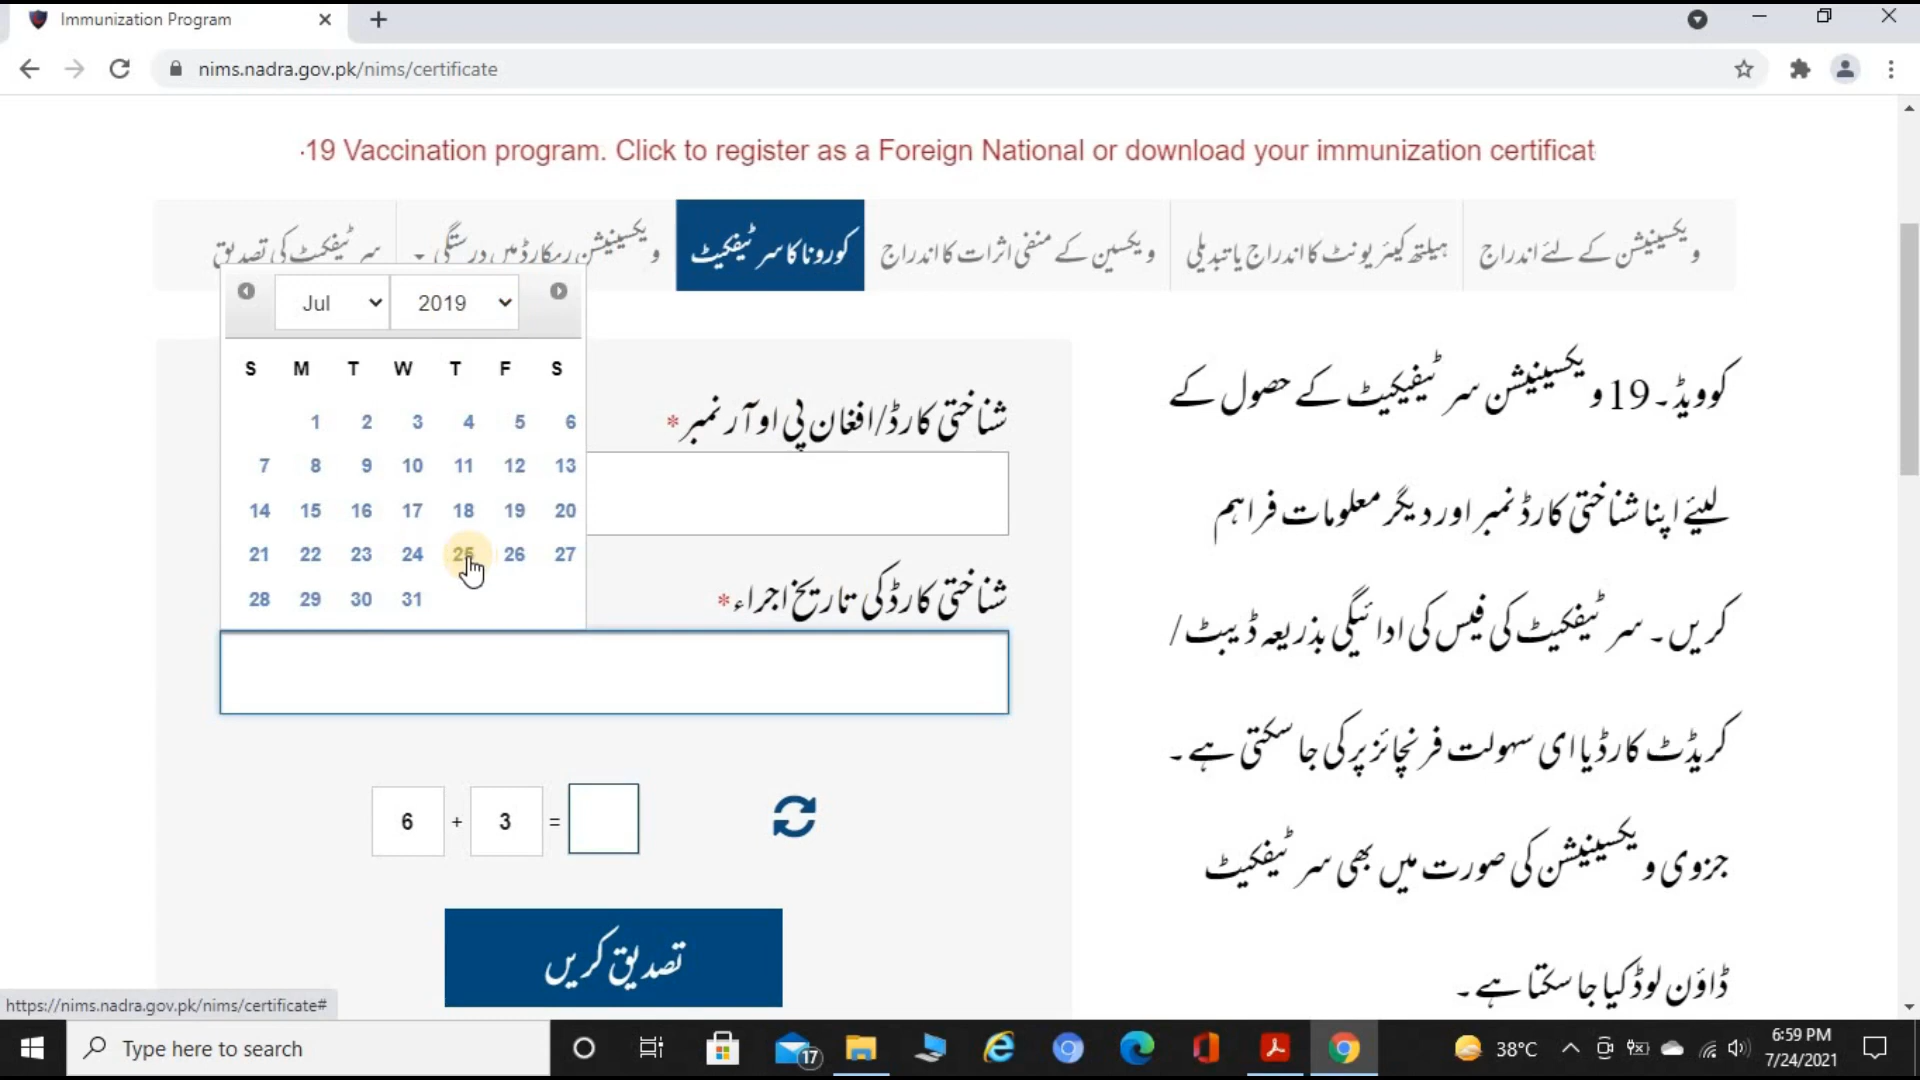 Immunization Program
nims.nadra.gov.pk/nims/certificate
-19 Vaccination program. Click to register as a Foreign National or download your immunization certificat
ویکسینیشن کے لئے اندراج
ہیلتھ کیئر یونٹ کا اندراج یا تبدیلی
ویکسین کے منفی اثرات کا اندراج
کورونا کا سرٹیفکیٹ
ویکسینیشن ریکارڈ میں درستگی
سرٹیفکٹ کی تصدیق
Jul 2019
S M T W T F S
1 2 3 4 5 6
7 8 9 10 11 12 13
14 15 16 17 18 19 20
21 22 23 24 25 26 27
28 29 30 31
شناختی کارڈ/افغان پی او آر نمبر *
شناختی کارڈ کی تاریخ اجراء *
6 + 3 =
تصدیق کریں
کوویڈ۔19 ویکسینیشن سرٹیفیکیٹ کے حصول کے
لیئے اپنا شناختی کارڈ نمبر اور دیگر معلومات فراہم
کریں۔ سرٹیفکیٹ کی فیس کی ادائیگی بذریعہ ڈیبٹ /
کریڈٹ کارڈ یا ای سہولت فرنچائز پر کی جا سکتی ہے۔
جزوی ویکسینیشن کی صورت میں بھی سرٹیفکیٹ
ڈاؤن لوڈ کیا جا سکتا ہے۔
https://nims.nadra.gov.pk/nims/certificate#
Type here to search
17
38°C
6:59 PM
7/24/2021